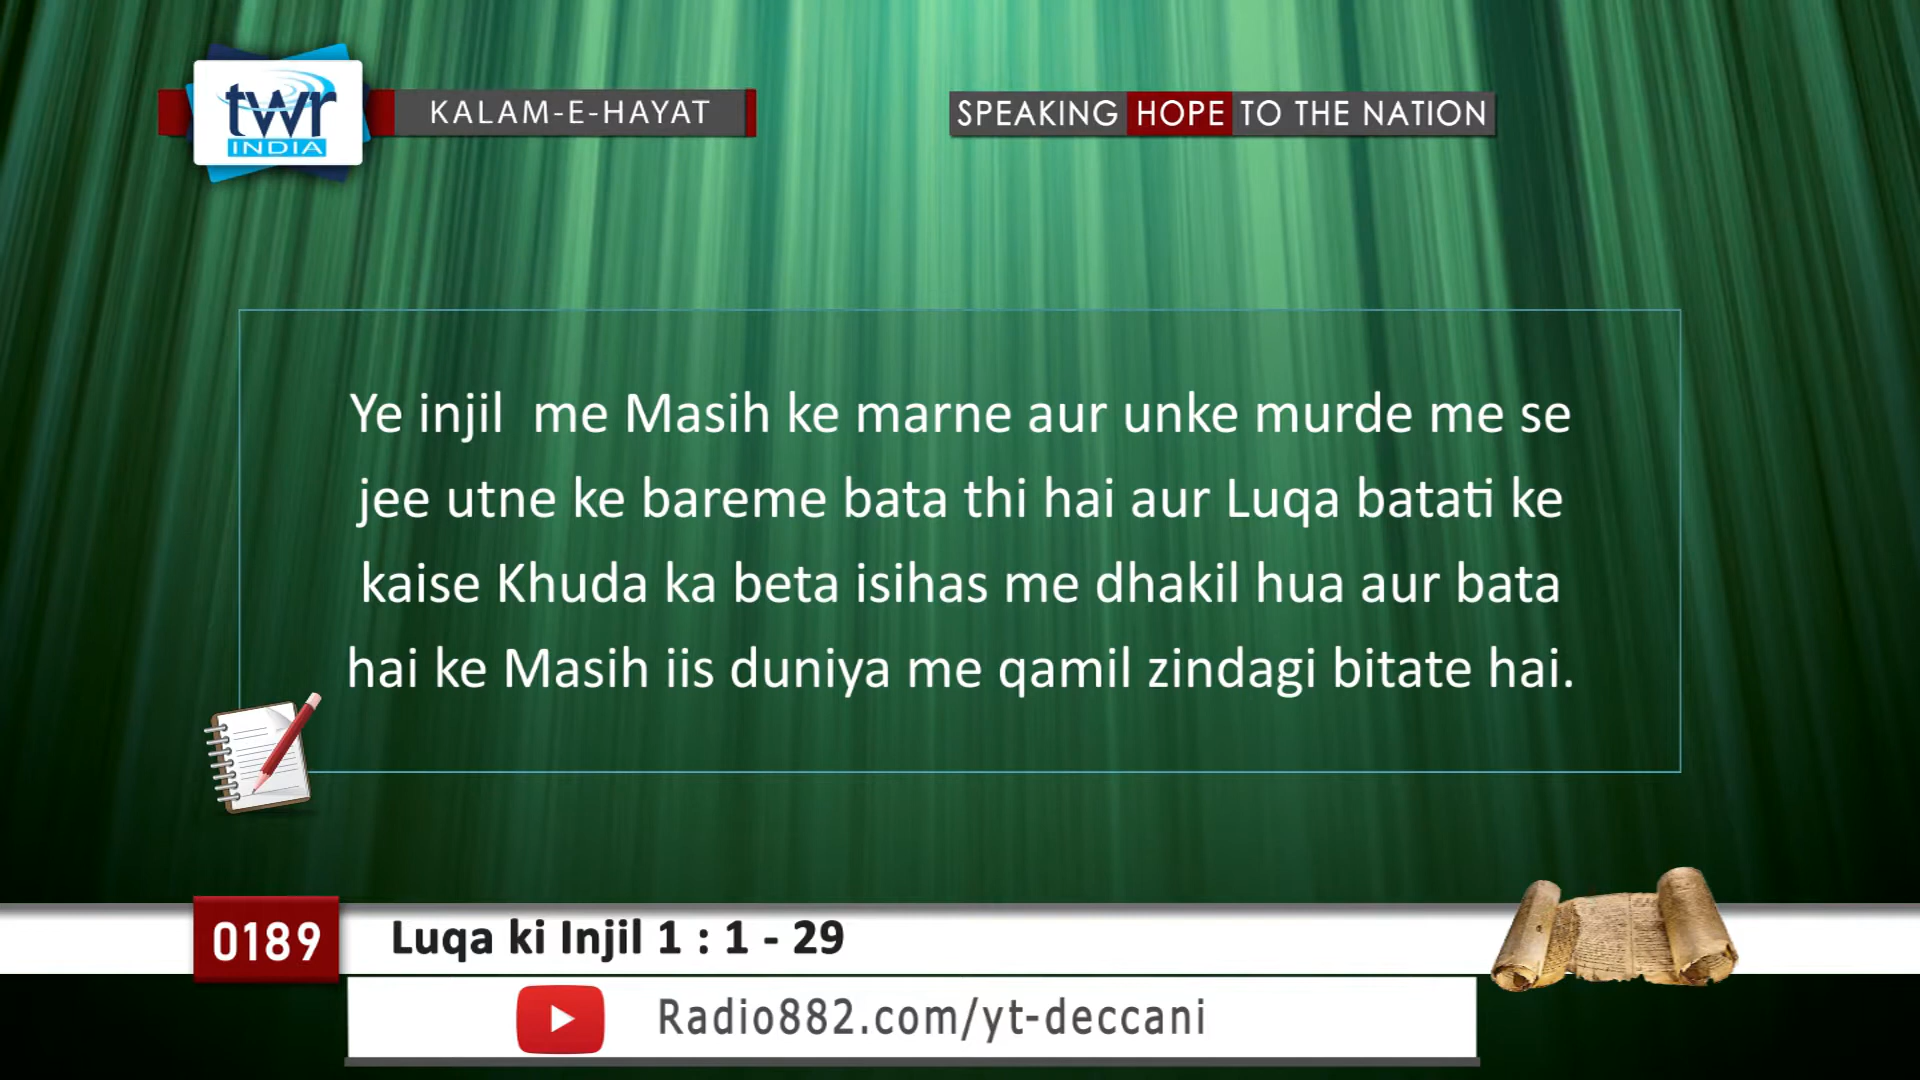 twr
INDIA
KALAM-E-HAYAT
SPEAKING HOPE TO THE NATION
Ye injil  me Masih ke marne aur unke murde me se
jee utne ke bareme bata thi hai aur Luqa batati ke
kaise Khuda ka beta isihas me dhakil hua aur bata
hai ke Masih iis duniya me qamil zindagi bitate hai.
0189
Luqa ki Injil 1 : 1 - 29
Radio882.com/yt-deccani